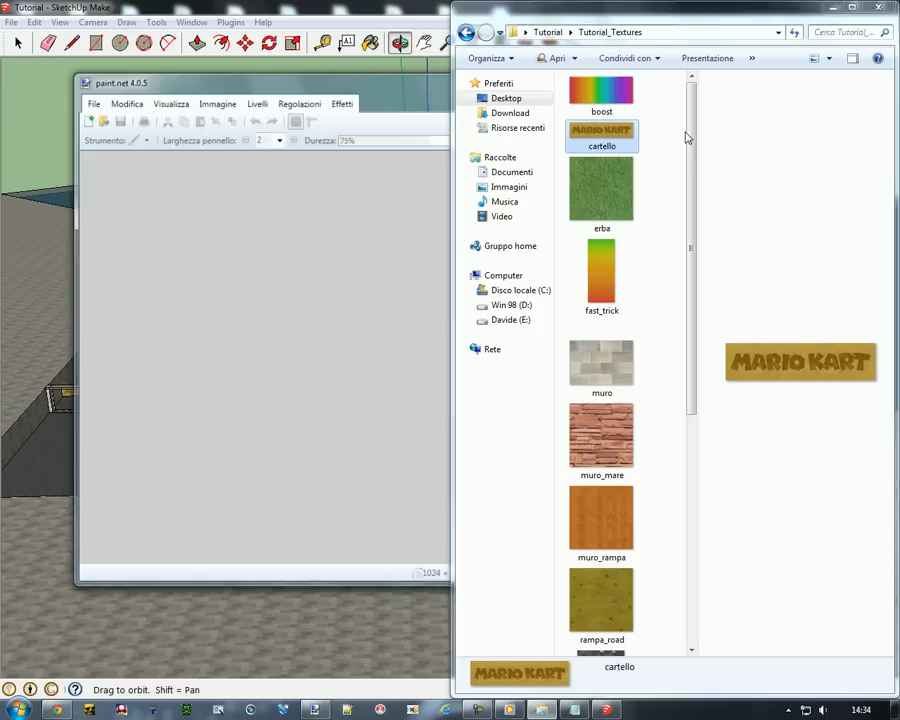 Tutorial - SketchUp Make
File Edit View Camera Draw Tools Window Plugins Help
paint.net 4.0.5
File Modifica Visualizza Immagine Livelli Regolazioni Effetti
Strumento: Larghezza pennello: 2 Durezza: 75%
1024
Tutorial Tutorial_Textures
Cerca Tutorial_Textu...
Organizza Apri Condividi con Presentazione »
Preferiti
Desktop
Download
Risorse recenti
Raccolte
Documenti
Immagini
Musica
Video
Gruppo home
Computer
Disco locale (C:)
Win 98 (D:)
Davide (E:)
Rete
boost
MARIO KART
cartello
erba
fast_trick
muro
muro_mare
muro_rampa
rampa_road
MARIO KART
MARIO KART
cartello
Drag to orbit. Shift = Pan
14:34